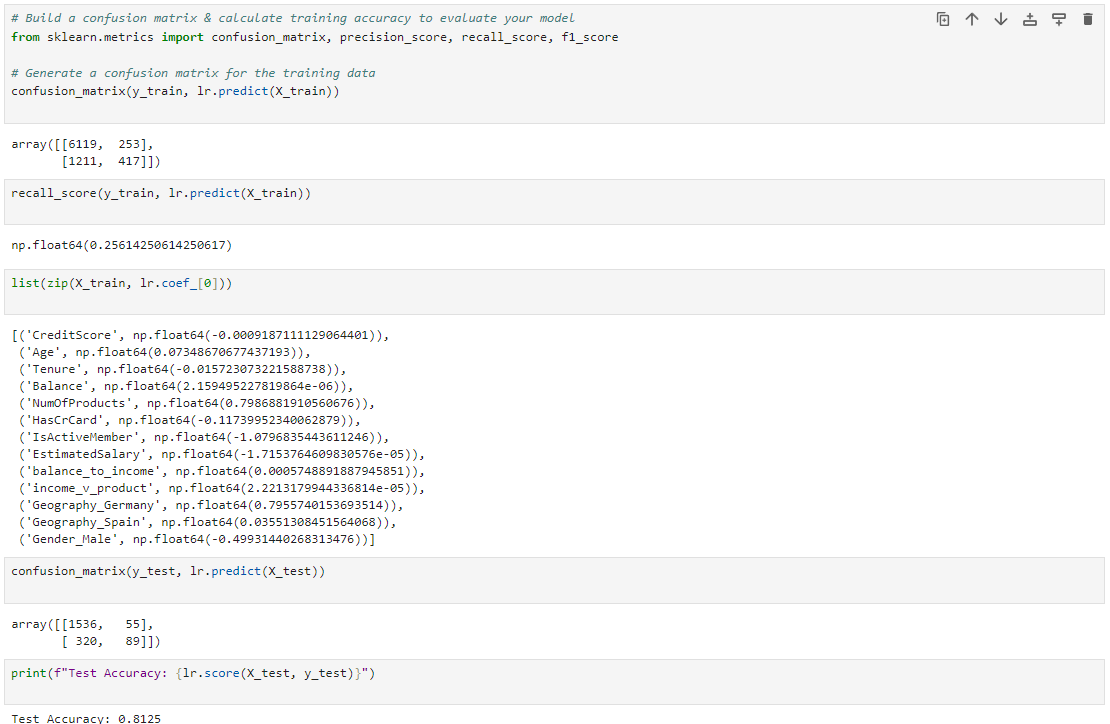 # Build a confusion matrix & calculate training accuracy to evaluate your model
from sklearn.metrics import confusion_matrix, precision_score, recall_score, f1_score
# Generate a confusion matrix for the training data
confusion_matrix(y_train, lr.predict(X_train))
array([[6119,  253],
       [1211,  417]])
recall_score(y_train, lr.predict(X_train))
np.float64(0.25614250614250617)
list(zip(X_train, lr.coef_[0]))
[('CreditScore', np.float64(-0.0009187111129064401)),
 ('Age', np.float64(0.07348670677437193)),
 ('Tenure', np.float64(-0.015723073221588738)),
 ('Balance', np.float64(2.159495227819864e-06)),
 ('NumOfProducts', np.float64(0.7986881910560676)),
 ('HasCrCard', np.float64(-0.11739952340062879)),
 ('IsActiveMember', np.float64(-1.0796835443611246)),
 ('EstimatedSalary', np.float64(-1.7153764609830576e-05)),
 ('balance_to_income', np.float64(0.0005748891887945851)),
 ('income_v_product', np.float64(2.2213179944336814e-05)),
 ('Geography_Germany', np.float64(0.7955740153693514)),
 ('Geography_Spain', np.float64(0.03551308451564068)),
 ('Gender_Male', np.float64(-0.49931440268313476))]
confusion_matrix(y_test, lr.predict(X_test))
array([[1536,   55],
       [ 320,   89]])
print(f"Test Accuracy: {lr.score(X_test, y_test)}")
Test Accuracy: 0.8125